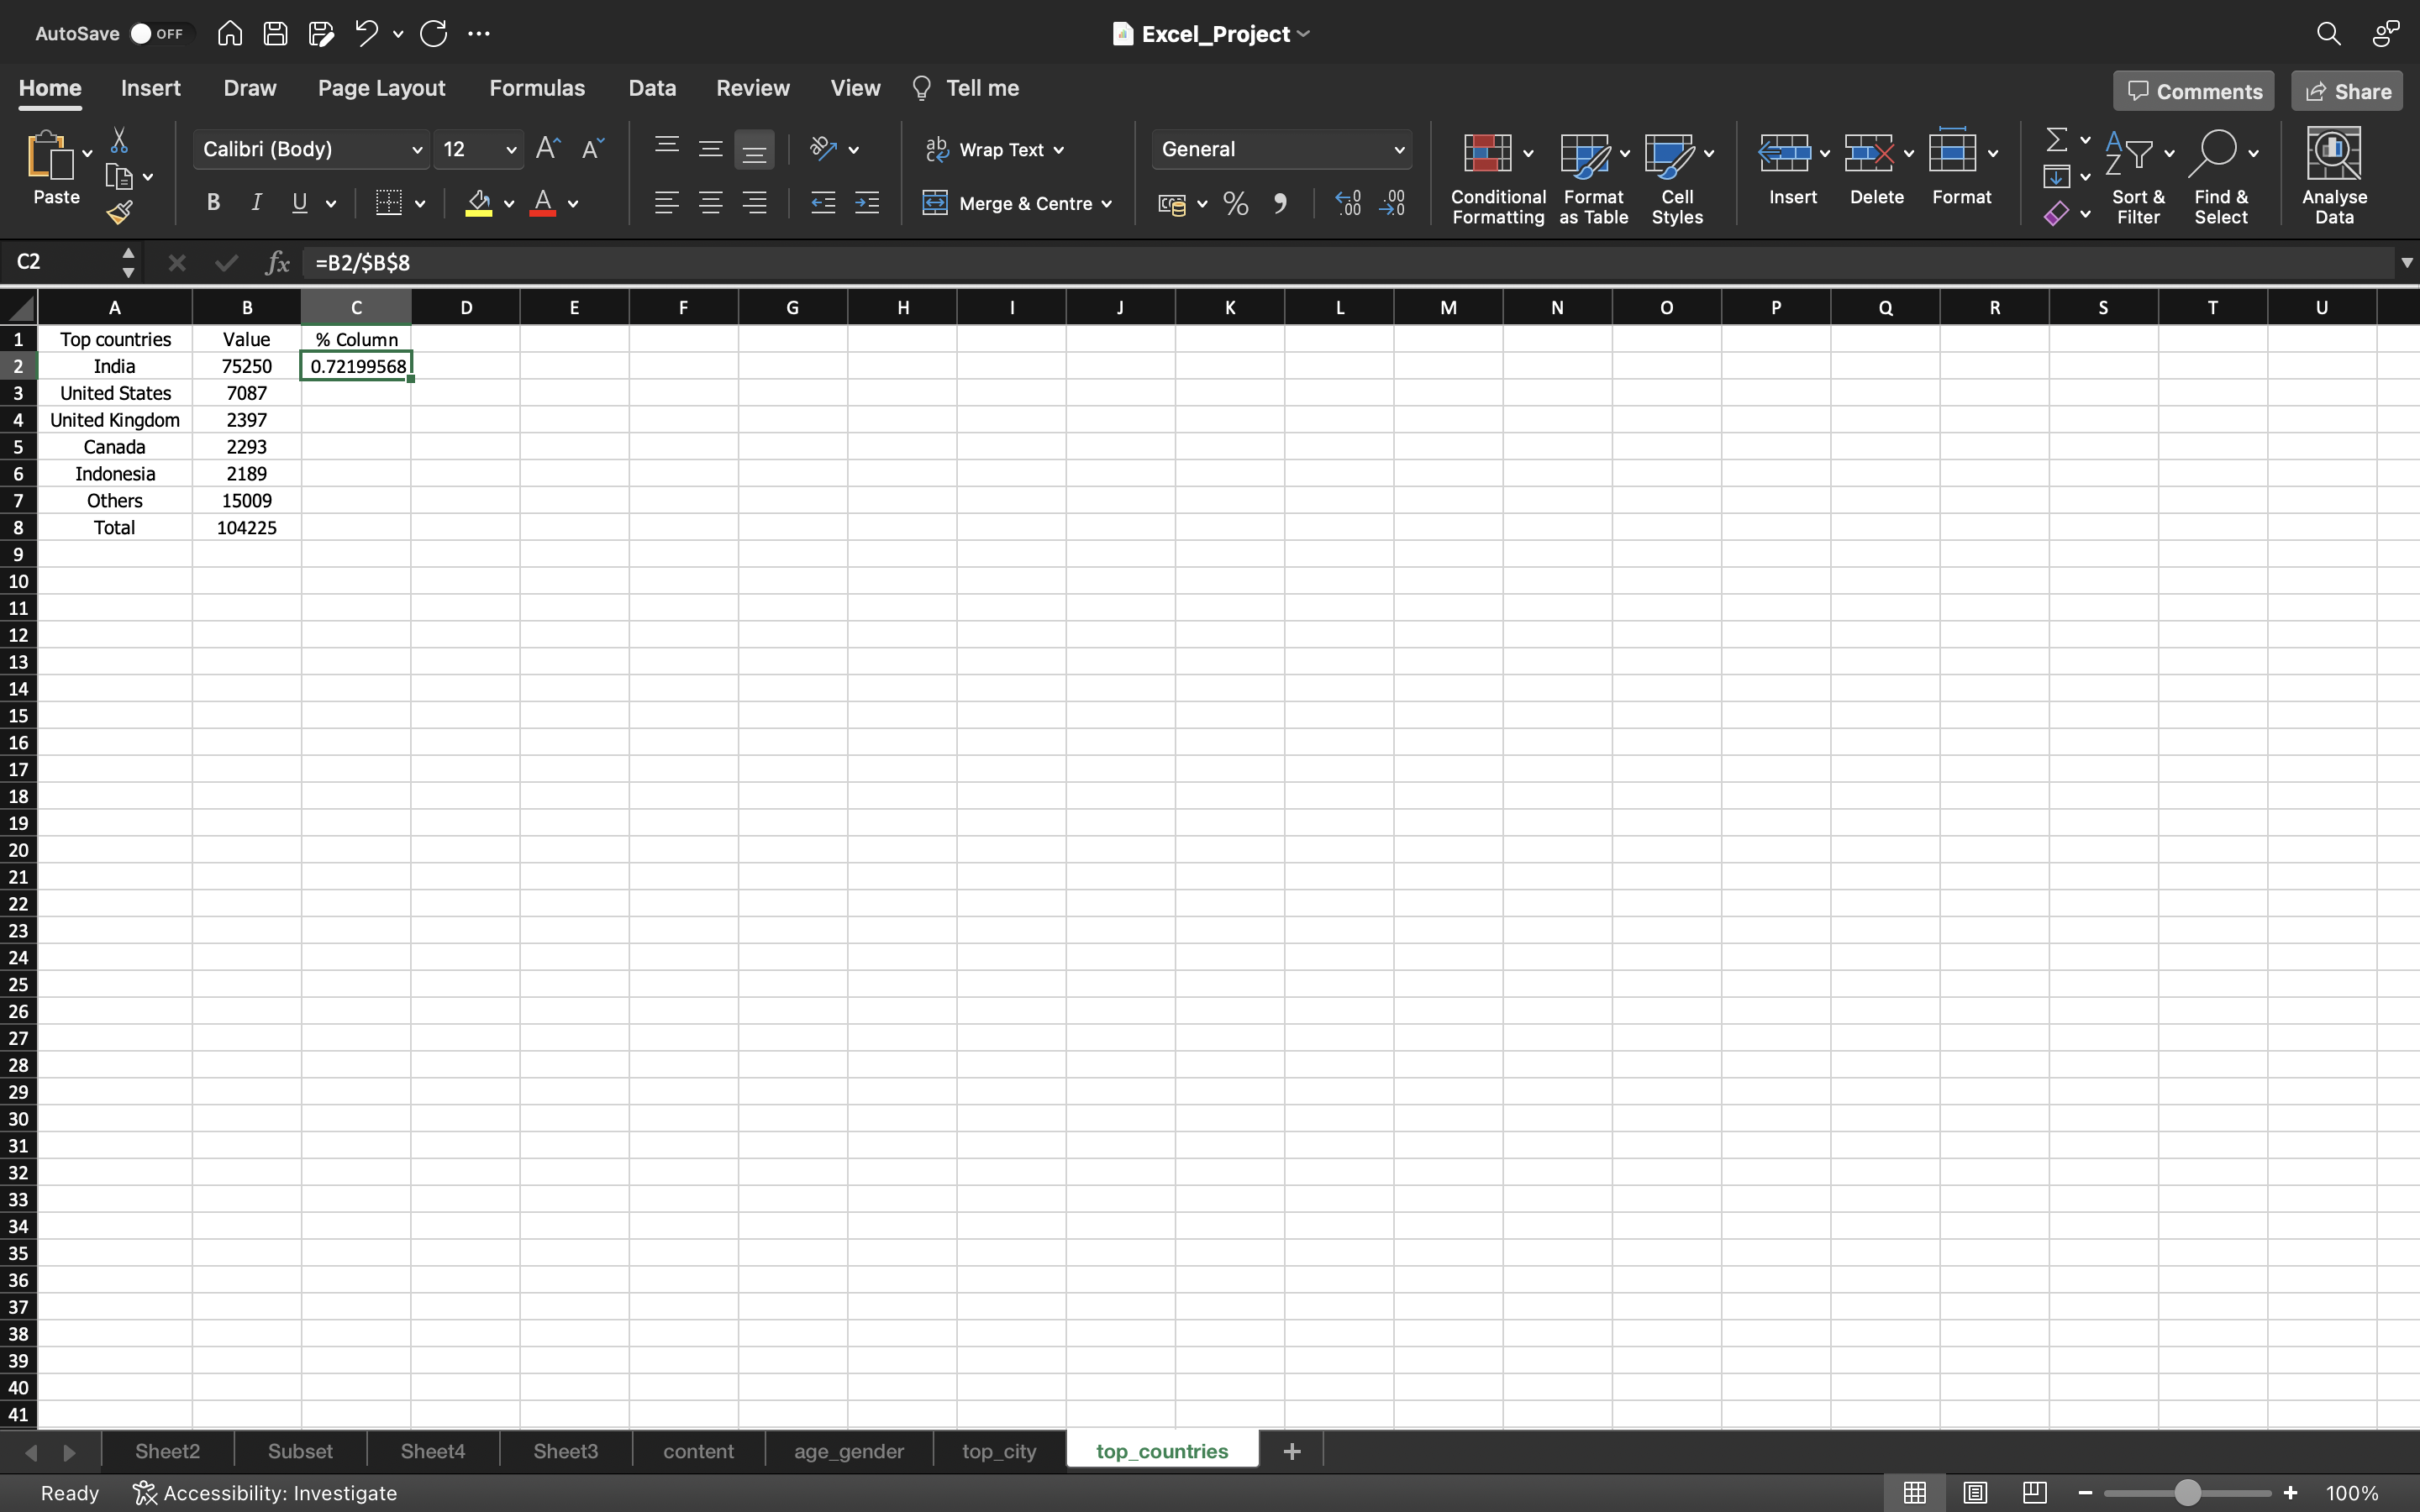 AutoSave OFF Excel_Project
Home Insert Draw Page Layout Formulas Data Review View Tell me Comments Share
Paste Calibri (Body) 12 A A ab Wrap Text General Conditional Formatting Format as Table Cell Styles Insert Delete Format Sort & Filter Find & Select Analyse Data
B I U A Merge & Centre % 9 .00 .00
C2 fx =B2/$B$8
A B C D E F G H I J K L M N O P Q R S T U
1 Top countries Value % Column
2 India 75250 0.72199568
3 United States 7087
4 United Kingdom 2397
5 Canada 2293
6 Indonesia 2189
7 Others 15009
8 Total 104225
9
10
11
12
13
14
15
16
17
18
19
20
21
22
23
24
25
26
27
28
29
30
31
32
33
34
35
36
37
38
39
40
41
Sheet2 Subset Sheet4 Sheet3 content age_gender top_city top_countries +
Ready Accessibility: Investigate - + 100%